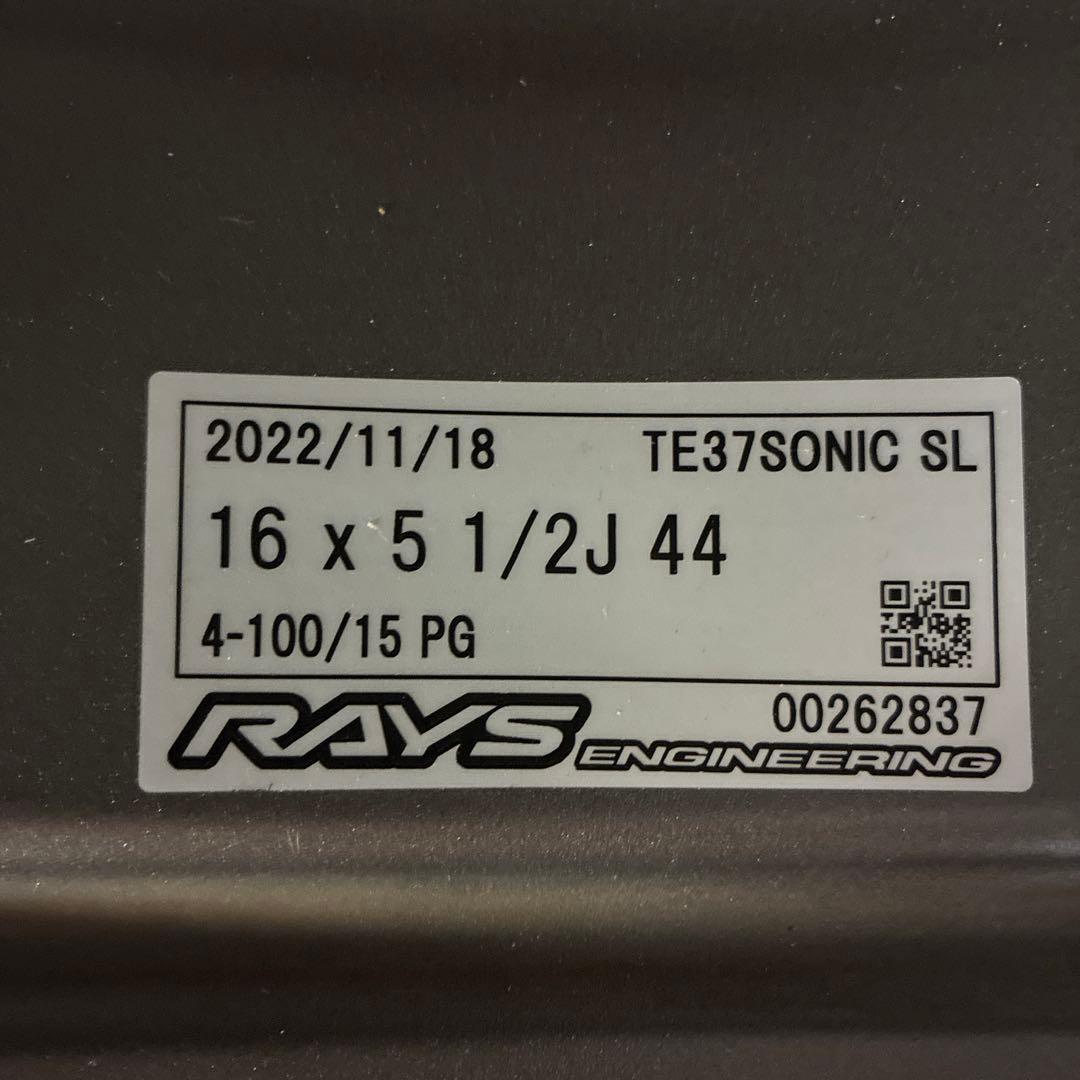 2022/11/18 TE37SONIC SL
16 x 5 1/2J 44
4-100/15 PG
RAYS ENGINEERING 00262837